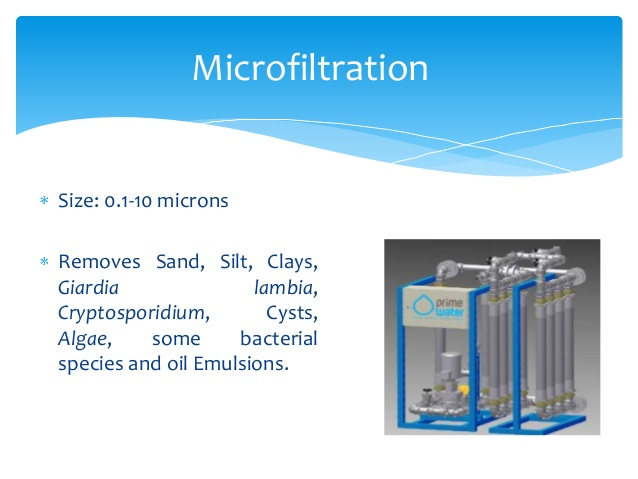 Microfiltration
* Size: 0.1-10 microns
* Removes Sand, Silt, Clays,
Giardia lambia,
Cryptosporidium, Cysts,
Algae, some bacterial
species and oil Emulsions.
prime
water